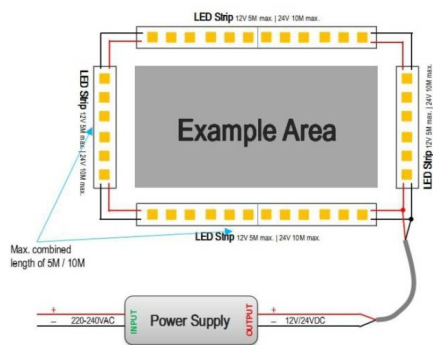 LED Strip 12V 5M max. | 24V 10M max.
LED Strip 12V 5M max. | 24V 10M max.
Example Area
LED Strip 12V 5M max. | 24V 10M max.
LED Strip 12V 5M max. | 24V 10M max.
Max. combined
length of 5M / 10M
+
220-240VAC
–
INPUT
Power Supply
OUTPUT
+
12V/24VDC
–